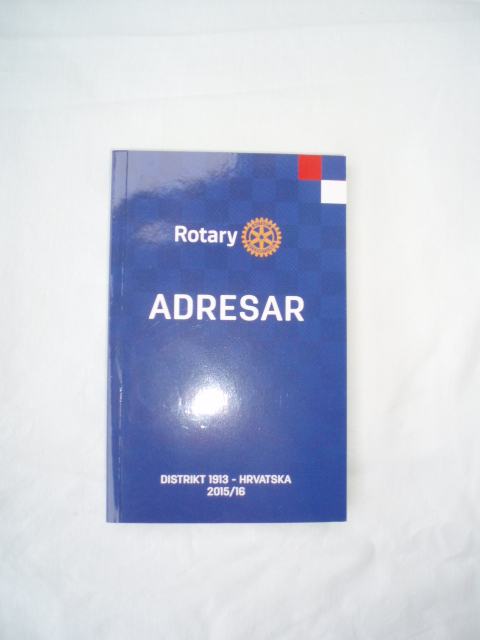 Rotary
ADRESAR
DISTRIKT 1913 - HRVATSKA
2015/16